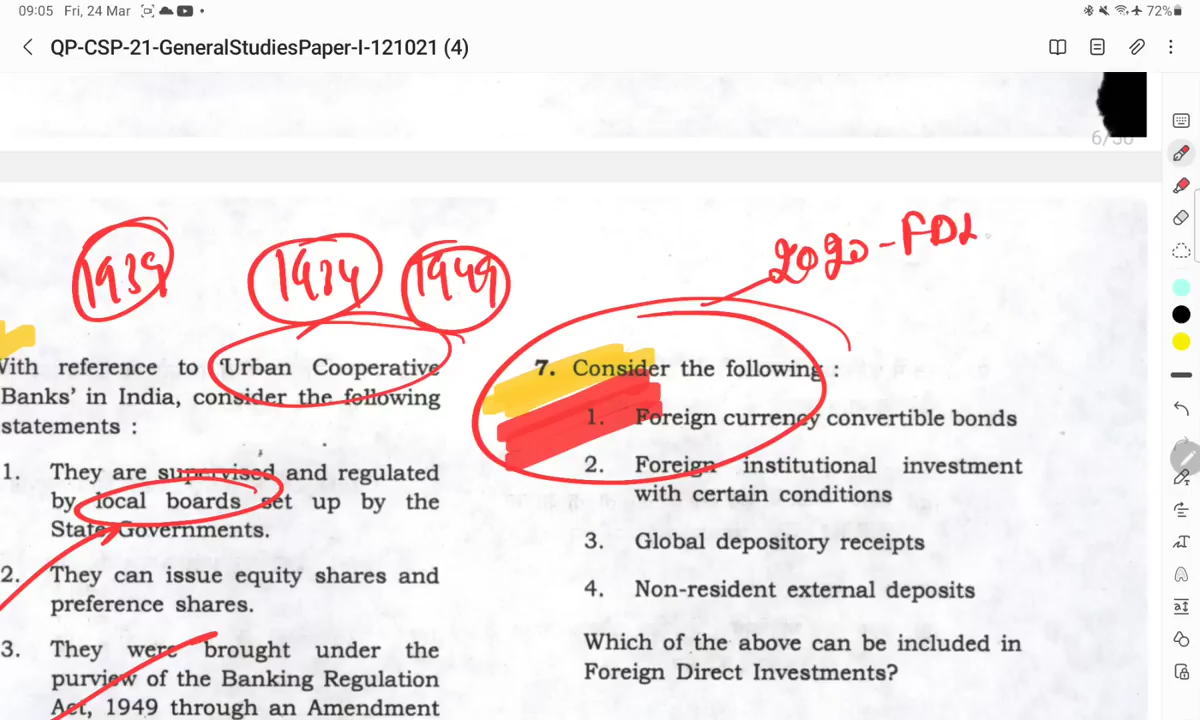 09:05 Fri, 24 Mar
72%
QP-CSP-21-GeneralStudiesPaper-I-121021 (4)
6/
1939
1934
1949
With reference to 'Urban Cooperative
Banks' in India, consider the following
statements :
1. They are supervised and regulated
by local boards set up by the
State Governments.
2. They can issue equity shares and
preference shares.
3. They were brought under the
purview of the Banking Regulation
Act, 1949 through an Amendment
2020-FDI
7. Consider the following :
1. Foreign currency convertible bonds
2. Foreign institutional investment
with certain conditions
3. Global depository receipts
4. Non-resident external deposits
Which of the above can be included in
Foreign Direct Investments?